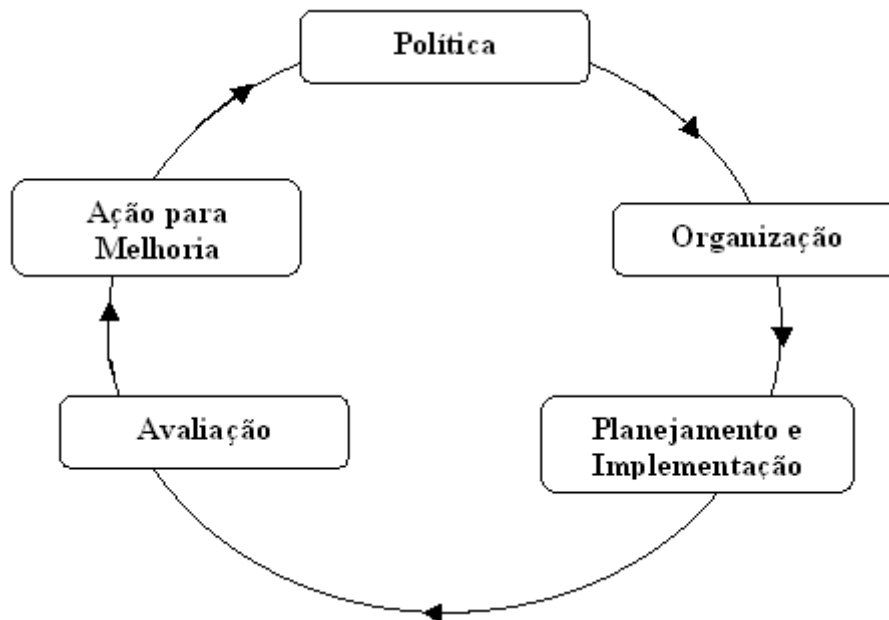 Política
Organização
Planejamento e
Implementação
Avaliação
Ação para
Melhoria